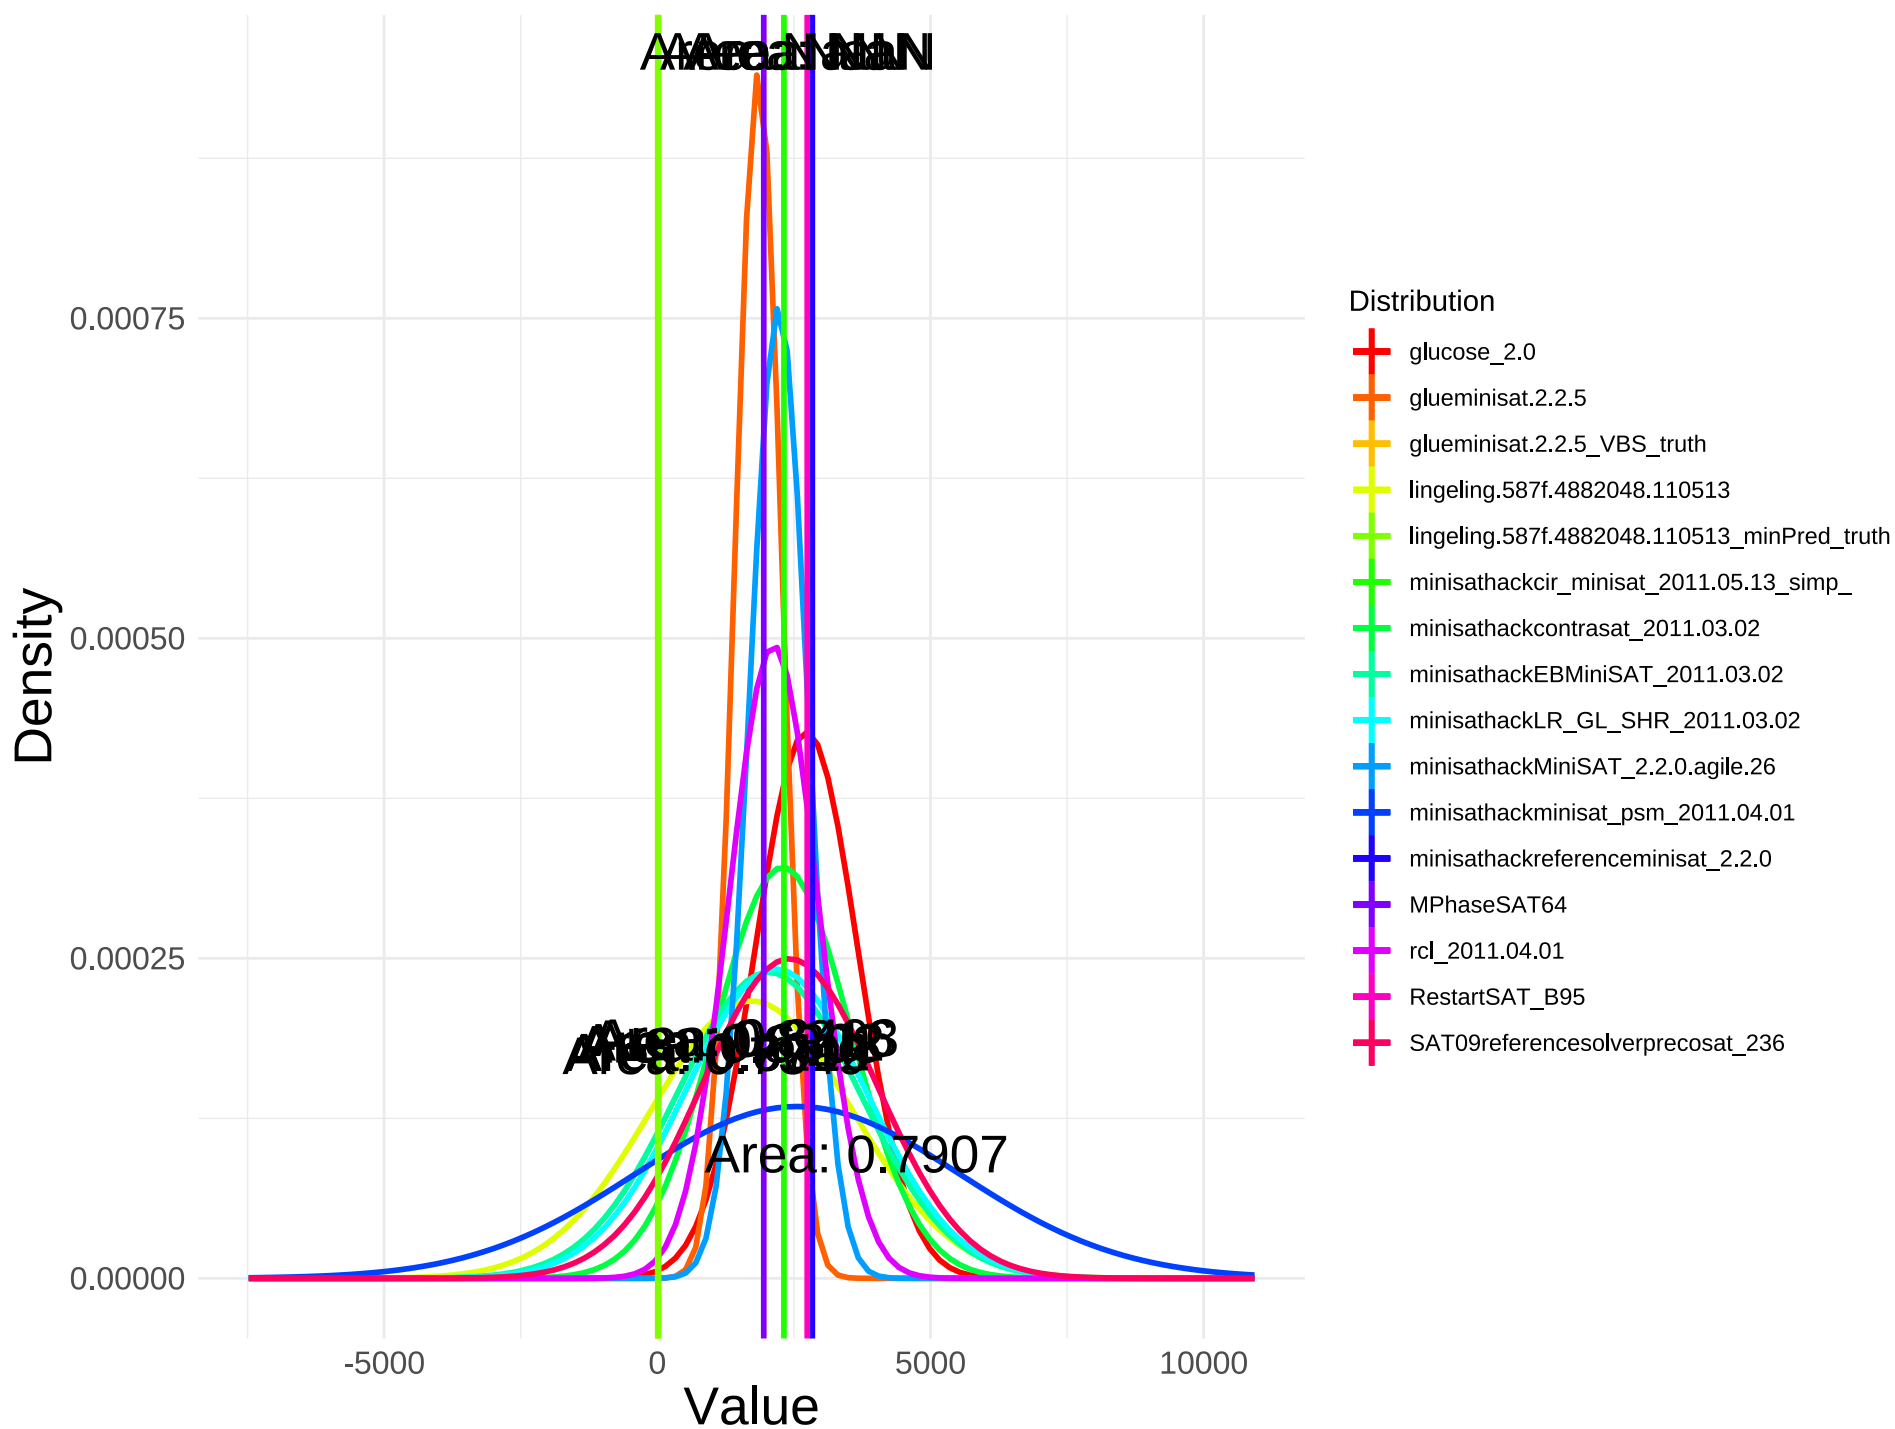 0.00075
0.00050
0.00025
0.00000
Density
-5000
0
5000
10000
Value
Area: 0.7907
Distribution
glucose_2.0
glueminisat.2.2.5
glueminisat.2.2.5_VBS_truth
lingeling.587f.4882048.110513
lingeling.587f.4882048.110513_minPred_truth
minisathackcir_minisat_2011.05.13_simp_
minisathackcontrasat_2011.03.02
minisathackEBMiniSAT_2011.03.02
minisathackLR_GL_SHR_2011.03.02
minisathackMiniSAT_2.2.0.agile.26
minisathackminisat_psm_2011.04.01
minisathackreferenceminisat_2.2.0
MPhaseSAT64
rcl_2011.04.01
RestartSAT_B95
SAT09referencesolverprecosat_236